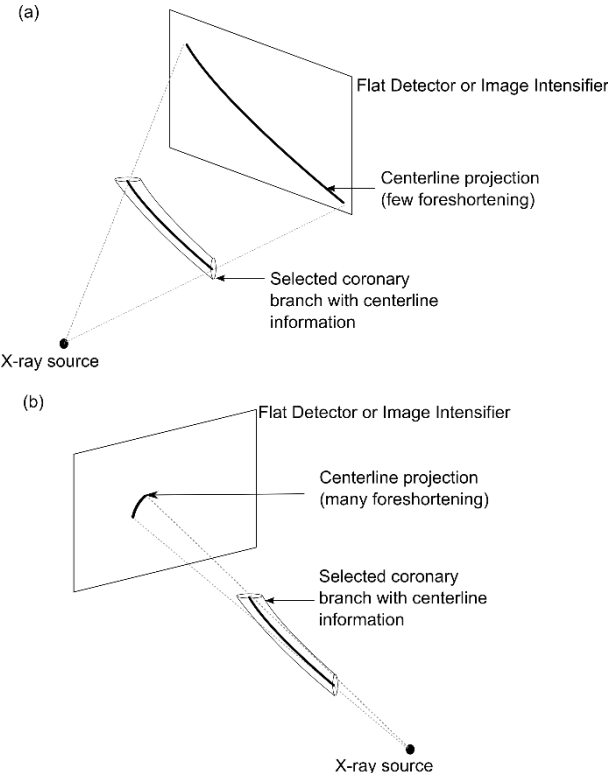 (a)
Flat Detector or Image Intensifier
Centerline projection
(few foreshortening)
Selected coronary
branch with centerline
information
X-ray source
(b)
Flat Detector or Image Intensifier
Centerline projection
(many foreshortening)
Selected coronary
branch with centerline
information
X-ray source